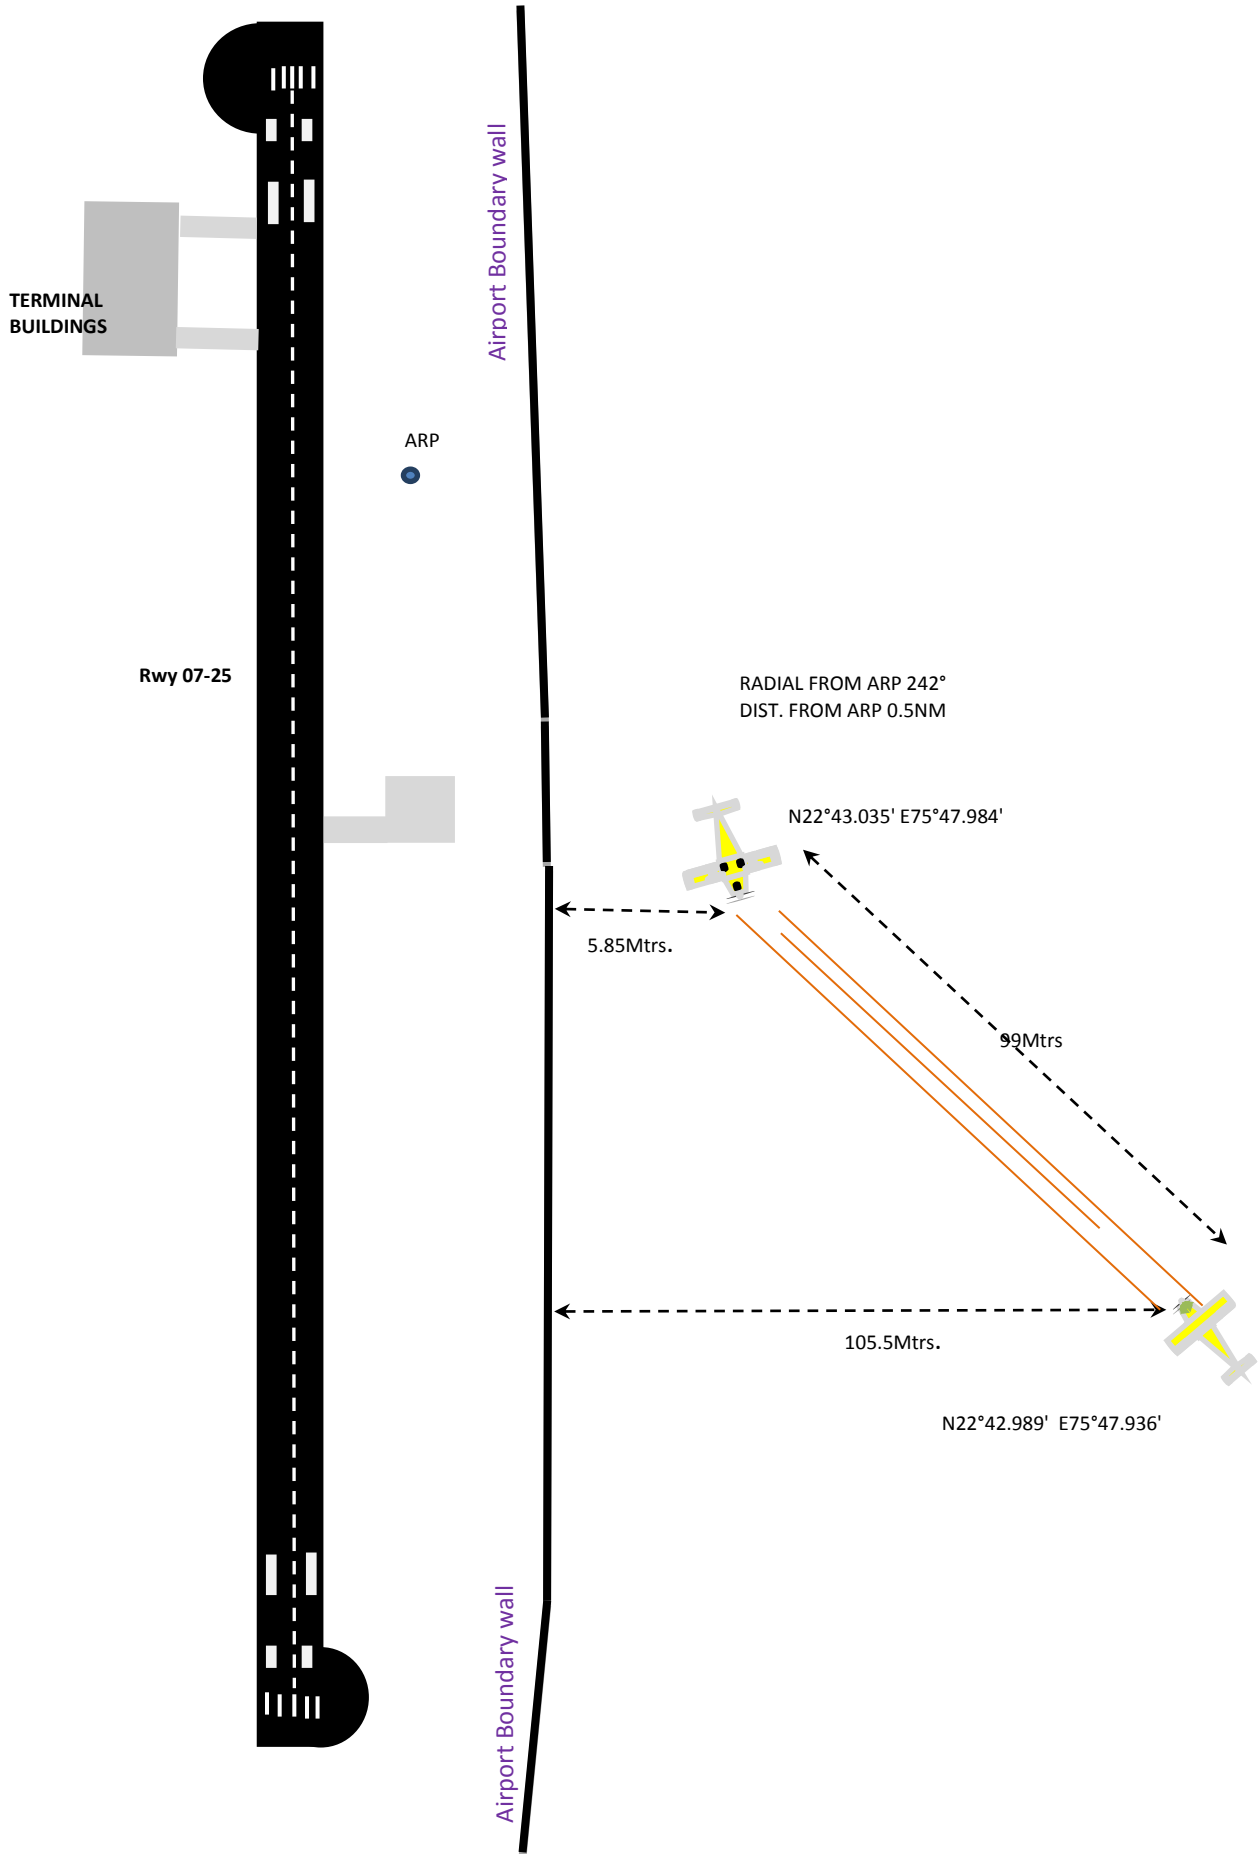 Airport Boundary wall
TERMINAL
BUILDINGS
ARP
Rwy 07-25
RADIAL FROM ARP 242°
DIST. FROM ARP 0.5NM
N22°43.035' E75°47.984'
5.85Mtrs.
99Mtrs
105.5Mtrs.
N22°42.989' E75°47.936'
Airport Boundary wall